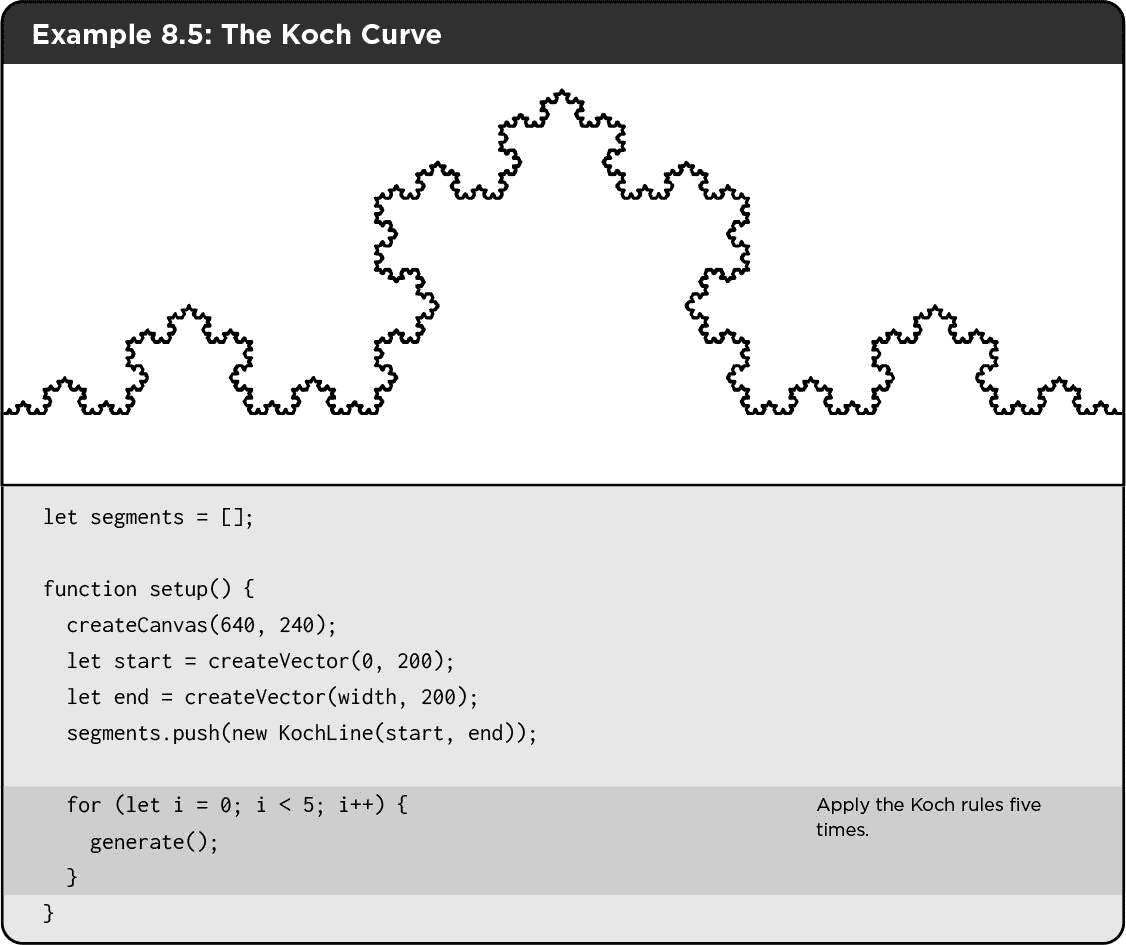 Example 8.5: The Koch Curve
let segments = [];
function setup() {
  createCanvas(640, 240);
  let start = createVector(0, 200);
  let end = createVector(width, 200);
  segments.push(new KochLine(start, end));
  for (let i = 0; i < 5; i++) {
    generate();
  }
}
Apply the Koch rules five
times.